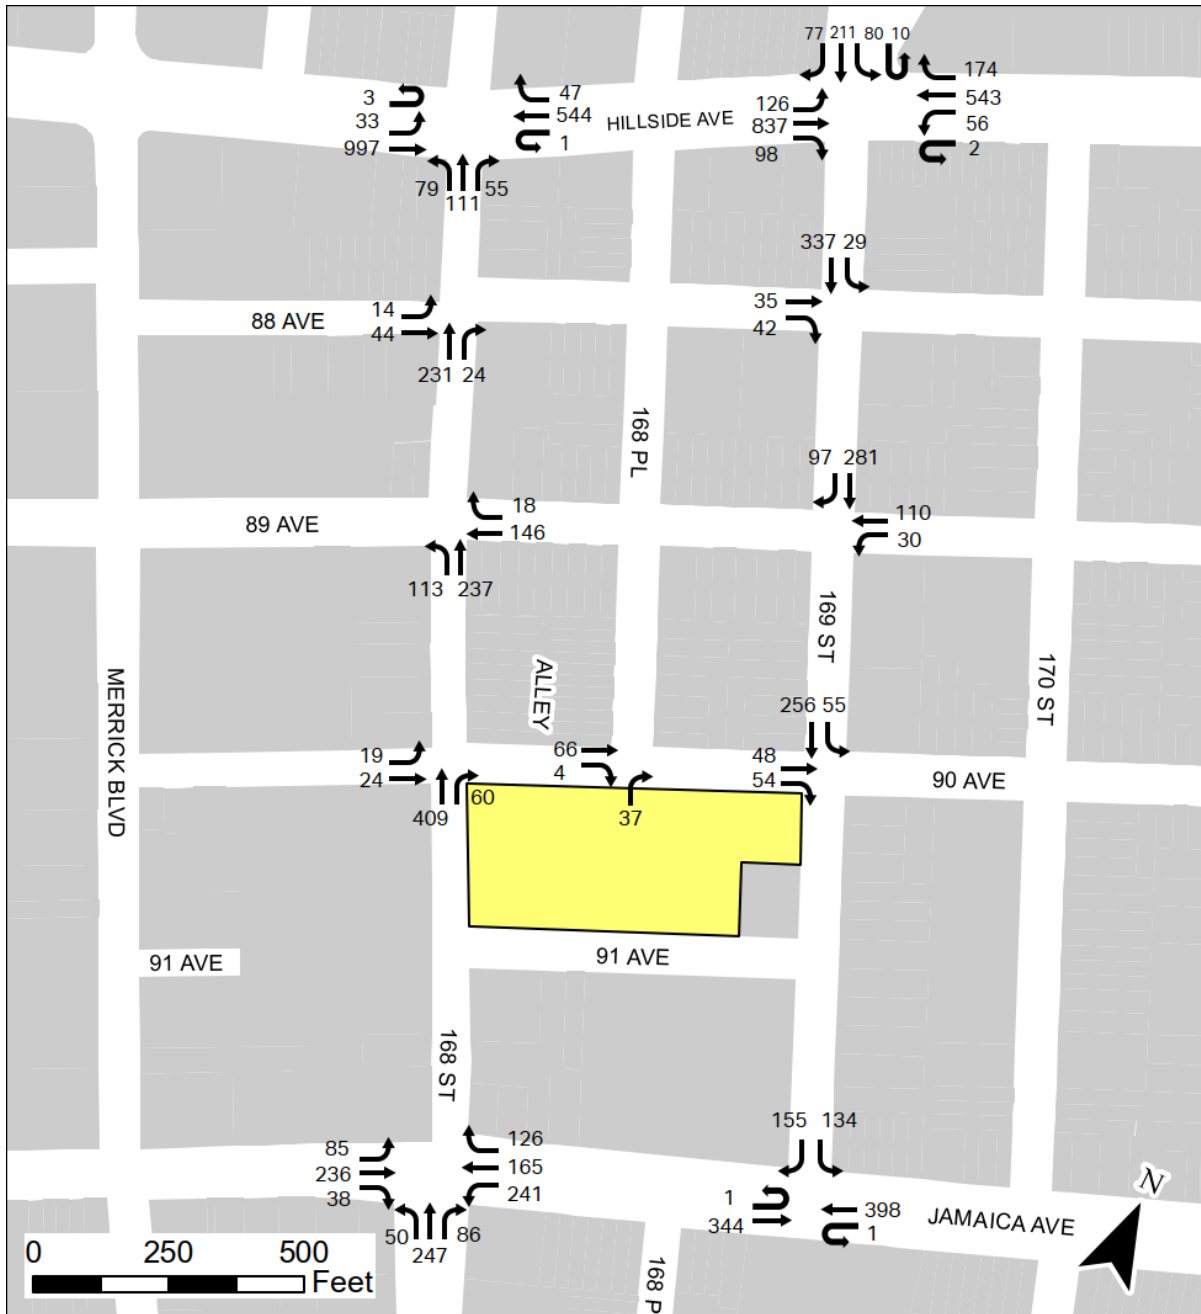 77 211 80 10
174
543
56
2
3
33
997
47
544
1
HILLSIDE AVE
126
837
98
79 111 55
337 29
14
44
88 AVE
35
42
231 24
168 PL
97 281
18
146
89 AVE
110
30
113 237
169 ST
ALLEY
170 ST
MERRICK BLVD
256 55
19
24
66
4
48
54
90 AVE
409 60
37
91 AVE
91 AVE
168 ST
155 134
85
236
38
126
165
241
1
344
398
1
JAMAICA AVE
N
50 247 86
168 P
0 250 500
Feet